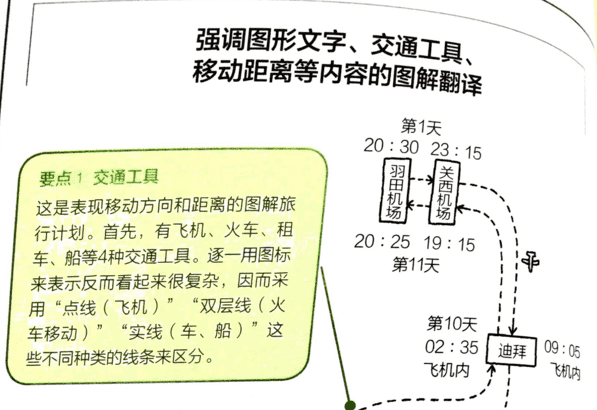 强调图形文字、交通工具、
移动距离等内容的图解翻译
要点1 交通工具
这是表现移动方向和距离的图解旅
行计划。首先，有飞机、火车、租
车、船等4种交通工具。逐一用图标
来表示反而看起来很复杂，因而采
用“点线（飞机）”“双层线（火
车移动）”“实线（车、船）”这
些不同种类的线条来区分。
第1天
20：30 23：15
羽田机场
关西机场
20：25 19：15
第11天
第10天
02：35
飞机内
迪拜
09：05
飞机内